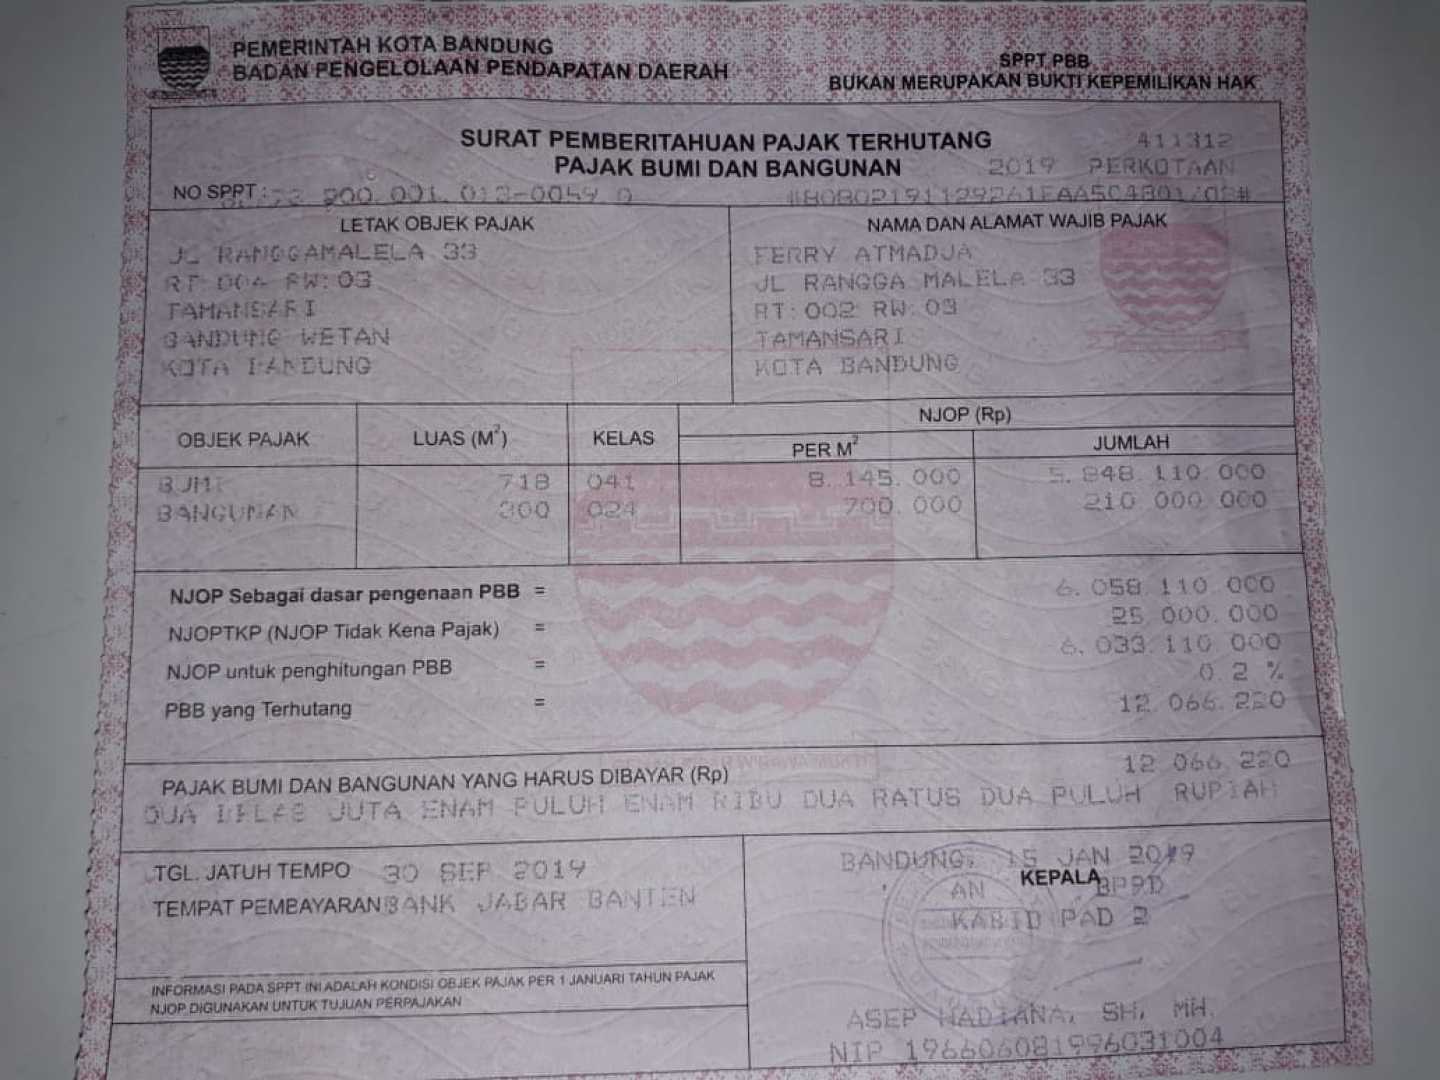 PEMERINTAH KOTA BANDUNG
BADAN PENGELOLAAN PENDAPATAN DAERAH
SPPT PBB
BUKAN MERUPAKAN BUKTI KEPEMILIKAN HAK
SURAT PEMBERITAHUAN PAJAK TERHUTANG 411312
PAJAK BUMI DAN BANGUNAN 2019 PERKOTAAN
NO SPPT :
LETAK OBJEK PAJAK
JL RANGGAMALELA 33
RT: 004 RW: 03
TAMANSARI
BANDUNG WETAN
KOTA BANDUNG
NAMA DAN ALAMAT WAJIB PAJAK
FERRY ATMADJA
JL RANGGA MALELA 33
RT: 002 RW: 03
TAMANSARI
KOTA BANDUNG
OBJEK PAJAK LUAS (M²) KELAS NJOP (Rp)
PER M² JUMLAH
BUMI 718 041 8.145.000 5.848.110.000
BANGUNAN 300 024 700.000 210.000.000
NJOP Sebagai dasar pengenaan PBB = 6.058.110.000
NJOPTKP (NJOP Tidak Kena Pajak) = 25.000.000
NJOP untuk penghitungan PBB = 6.033.110.000
0.2 %
PBB yang Terhutang = 12.066.220
PAJAK BUMI DAN BANGUNAN YANG HARUS DIBAYAR (Rp) 12.066.220
DUA BELAS JUTA ENAM PULUH ENAM RIBU DUA RATUS DUA PULUH RUPIAH
TGL. JATUH TEMPO 30 SEP 2019
TEMPAT PEMBAYARAN BANK JABAR BANTEN
INFORMASI PADA SPPT INI ADALAH KONDISI OBJEK PAJAK PER 1 JANUARI TAHUN PAJAK
NJOP DIGUNAKAN UNTUK TUJUAN PERPAJAKAN
BANDUNG, 15 JAN 2019
AN KEPALA BPPD
KABID PAD 2
ASEP HADIANA, SH, MH.
NIP 196606081996031004